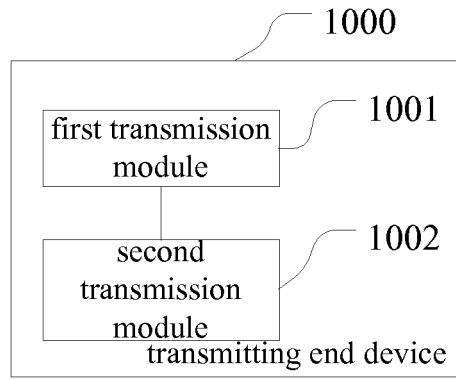 1000
first transmission
module
1001
second
transmission
module
1002
transmitting end device